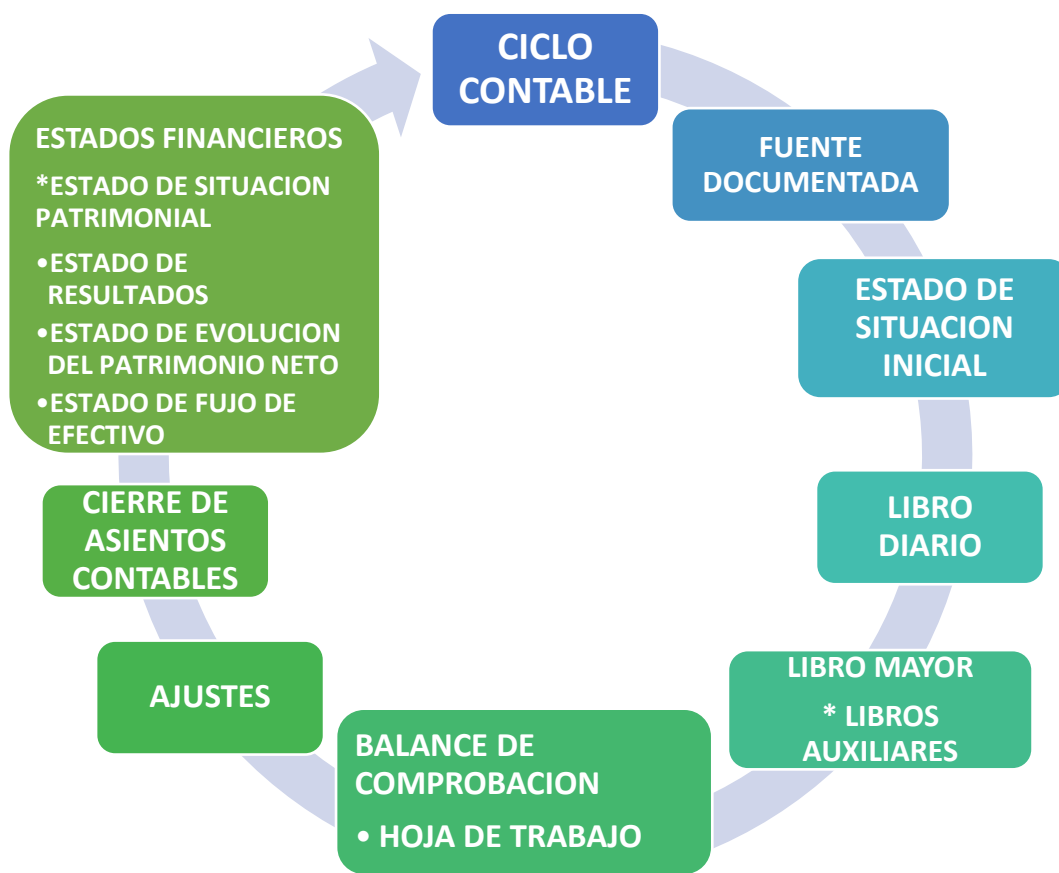 CICLO
CONTABLE
FUENTE
DOCUMENTADA
ESTADO DE
SITUACION
INICIAL
LIBRO
DIARIO
LIBRO MAYOR
* LIBROS
AUXILIARES
BALANCE DE
COMPROBACION
• HOJA DE TRABAJO
AJUSTES
CIERRE DE
ASIENTOS
CONTABLES
ESTADOS FINANCIEROS
*ESTADO DE SITUACION
PATRIMONIAL
•ESTADO DE
RESULTADOS
•ESTADO DE EVOLUCION
DEL PATRIMONIO NETO
•ESTADO DE FUJO DE
EFECTIVO